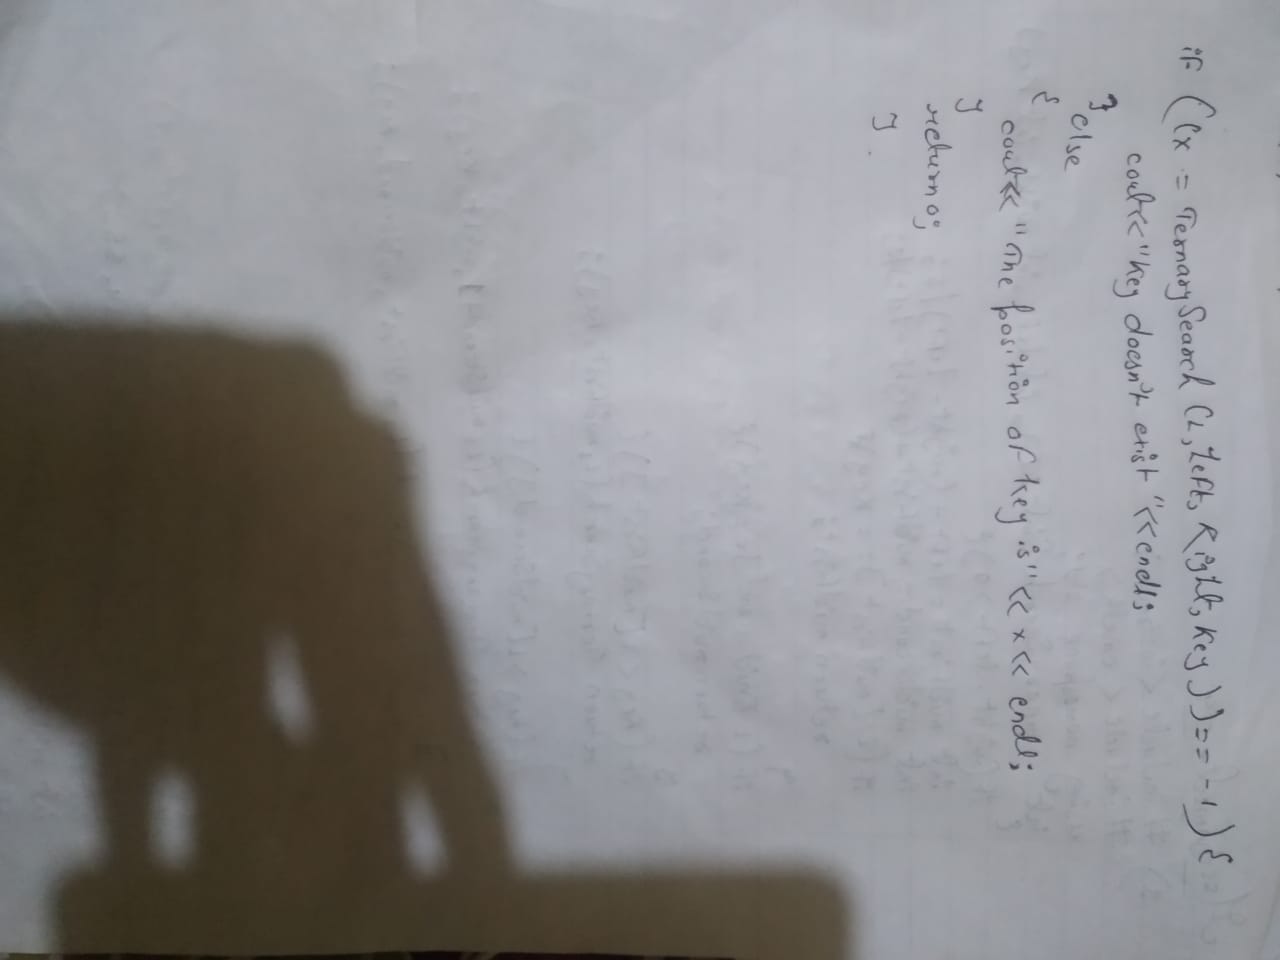 if ((x = TernarySearch (L, Left, Right, key)) == -1) {
cout<<"key doesn't exist "<<endl;
} else
{
cout<< "The position of key is" << x << endl;
}
return 0;
}